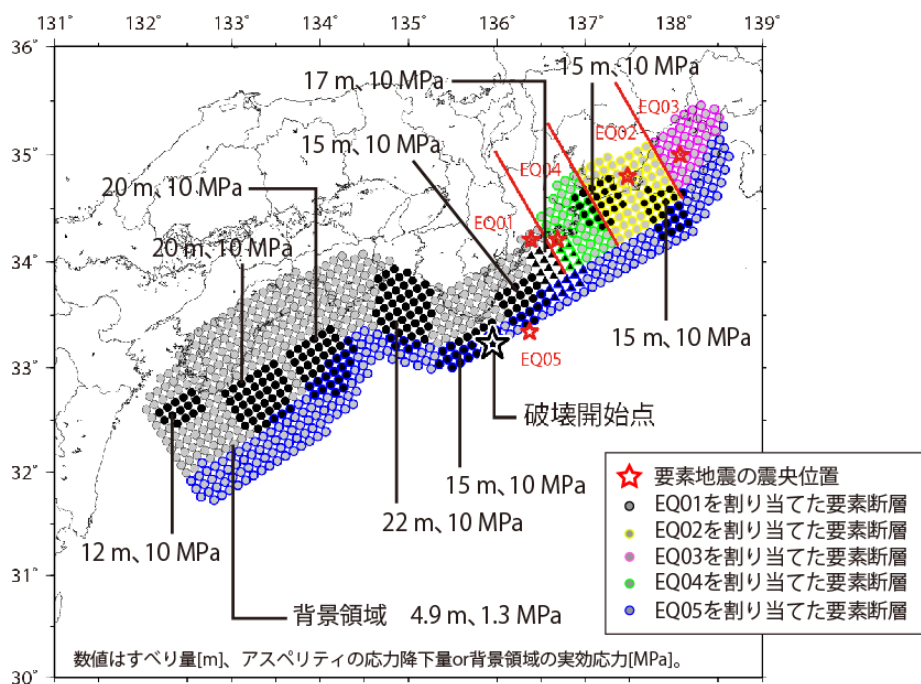 131° 132° 133° 134° 135° 136° 137° 138° 139°
36°
35°
34°
33°
32°
31°
30°
17 m、10 MPa
15 m、10 MPa
15 m、10 MPa
20 m、10 MPa
20 m、10 MPa
EQ03
EQ02
EQ04
EQ01
EQ05
15 m、10 MPa
破壊開始点
15 m、10 MPa
22 m、10 MPa
12 m、10 MPa
背景領域 4.9 m、1.3 MPa
要素地震の震央位置
EQ01を割り当てた要素断層
EQ02を割り当てた要素断層
EQ03を割り当てた要素断層
EQ04を割り当てた要素断層
EQ05を割り当てた要素断層
数値はすべり量[m]、アスペリティの応力降下量or背景領域の実効応力[MPa]。